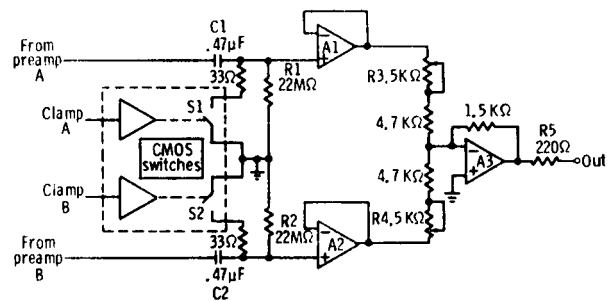 C1
.47μF
From
preamp
A
33Ω
R1
22MΩ
A1
R3,5KΩ
Clamp
A
S1
CMOS
switches
4.7KΩ
1.5KΩ
R5
220Ω
Out
A3
4.7KΩ
Clamp
B
S2
R2
22MΩ
A2
R4,5KΩ
33Ω
From
preamp
B
.47μF
C2